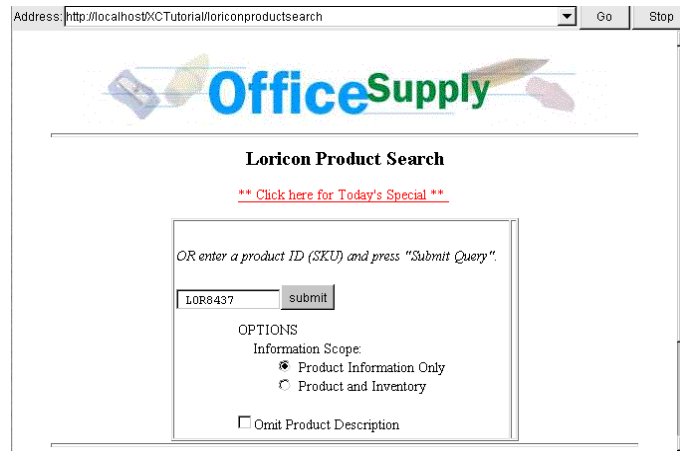 Address: http://localhost/XCTutorial/loriconproductsearch Go Stop
OfficeSupply
Loricon Product Search
** Click here for Today's Special **
OR enter a product ID (SKU) and press "Submit Query".
LOR8437 submit
OPTIONS
Information Scope:
Product Information Only
Product and Inventory
Omit Product Description